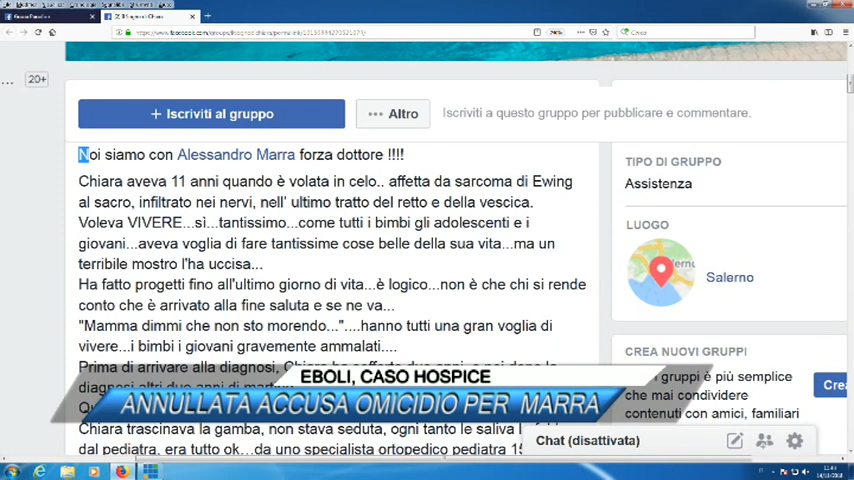 20+
+ Iscriviti al gruppo
••• Altro
Iscriviti a questo gruppo per pubblicare e commentare.
Noi siamo con Alessandro Marra forza dottore !!!!
Chiara aveva 11 anni quando è volata in celo.. affetta da sarcoma di Ewing
al sacro, infiltrato nei nervi, nell' ultimo tratto del retto e della vescica.
Voleva VIVERE...sì...tantissimo...come tutti i bimbi gli adolescenti e i
giovani...aveva voglia di fare tantissime cose belle della sua vita...ma un
terribile mostro l'ha uccisa...
Ha fatto progetti fino all'ultimo giorno di vita...è logico...non è che chi si rende
conto che è arrivato alla fine saluta e se ne va...
"Mamma dimmi che non sto morendo..."....hanno tutti una gran voglia di
vivere...i bimbi i giovani gravemente ammalati....
Prima di arrivare alla diagnosi,
Chiara trascinava la gamba, non stava seduta, ogni tanto le
dal pediatra, era tutto ok...da uno specialista ortopedico pediatra
TIPO DI GRUPPO
Assistenza
LUOGO
Salerno
CREA NUOVI GRUPPI
i gruppi è più semplice
che mai condividere
contenuti con amici, familiari
Chat (disattivata)
EBOLI, CASO HOSPICE
ANNULLATA ACCUSA OMICIDIO PER MARRA